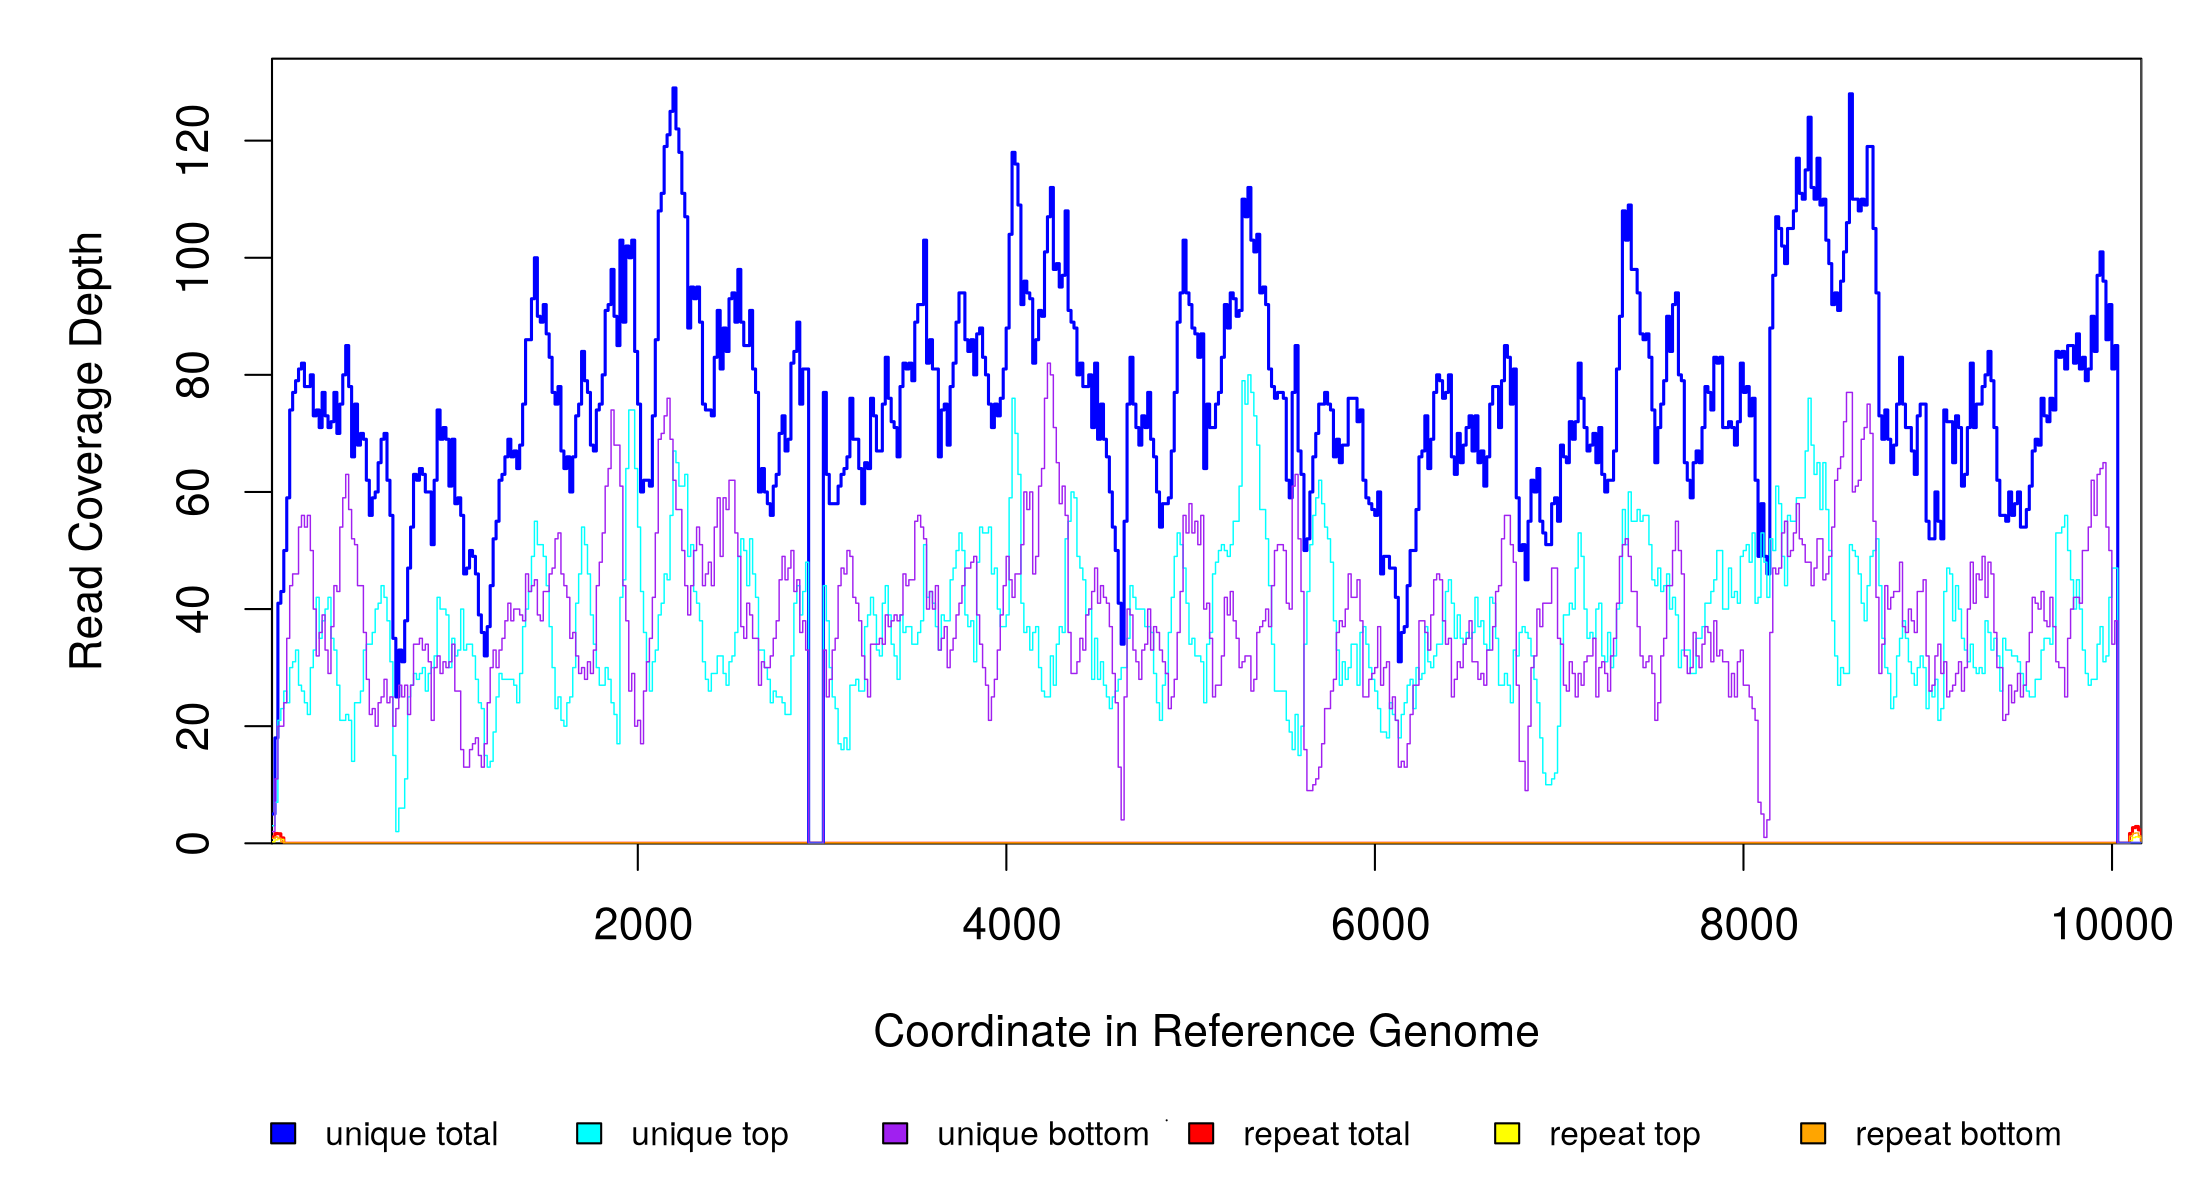 Read Coverage Depth
120
100
80
60
40
20
0
2000 4000 6000 8000 10000
Coordinate in Reference Genome
unique total unique top unique bottom repeat total repeat top repeat bottom